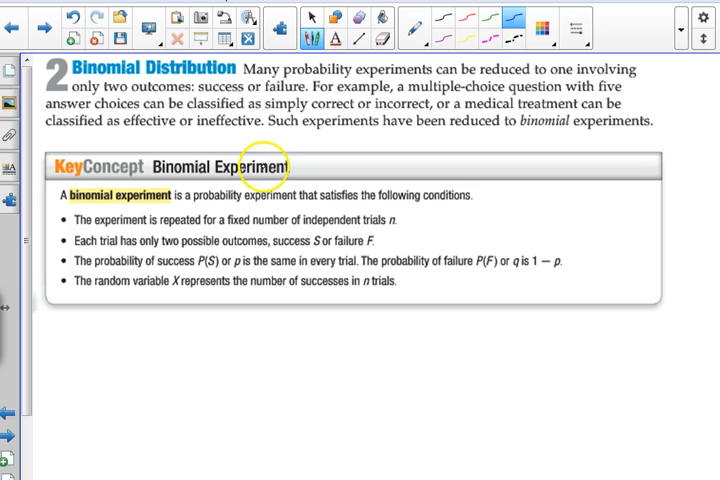 2 Binomial Distribution Many probability experiments can be reduced to one involving
only two outcomes: success or failure. For example, a multiple-choice question with five
answer choices can be classified as simply correct or incorrect, or a medical treatment can be
classified as effective or ineffective. Such experiments have been reduced to binomial experiments.
KeyConcept Binomial Experiment
A binomial experiment is a probability experiment that satisfies the following conditions.
• The experiment is repeated for a fixed number of independent trials n.
• Each trial has only two possible outcomes, success S or failure F.
• The probability of success P(S) or p is the same in every trial. The probability of failure P(F) or q is 1 − p.
• The random variable X represents the number of successes in n trials.